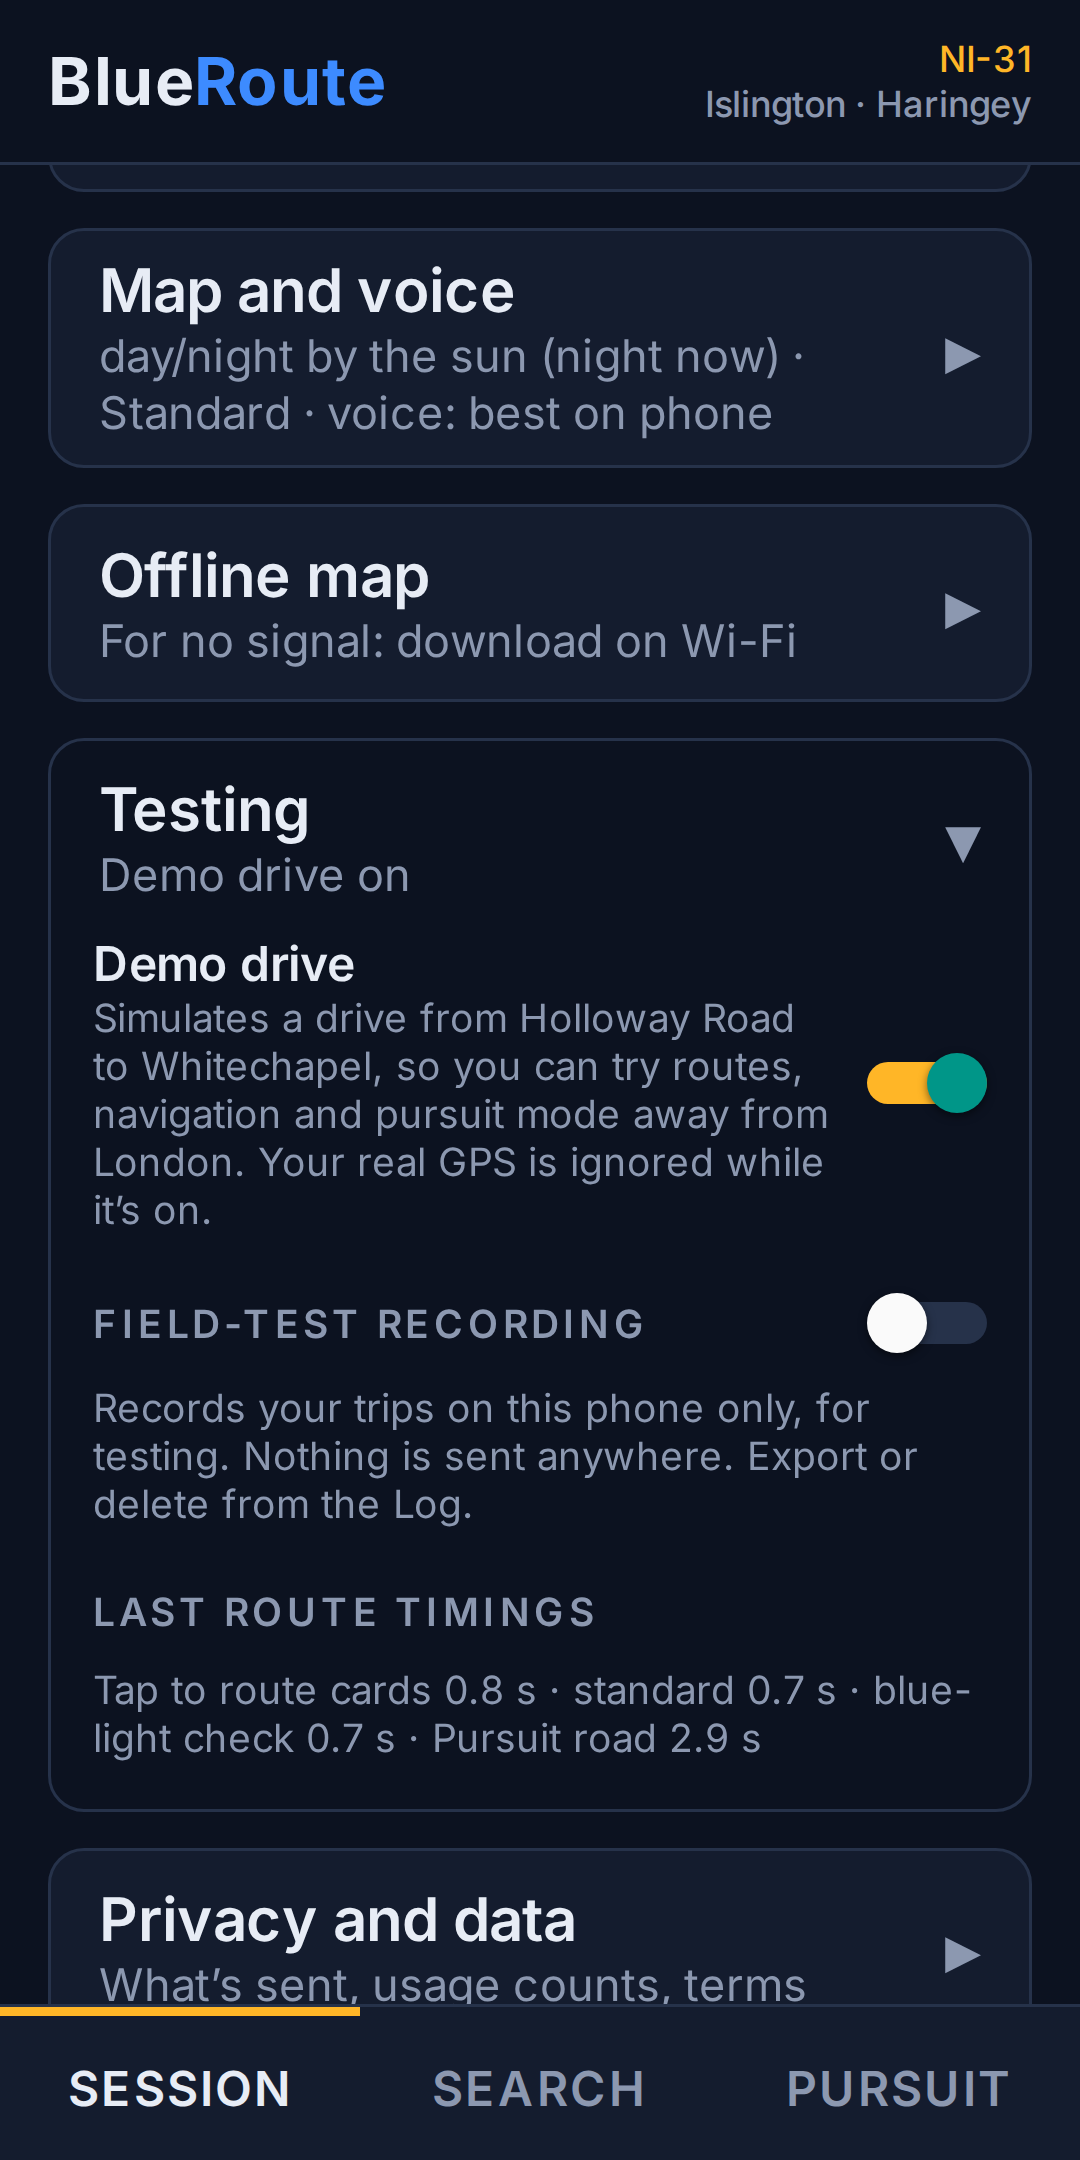 BlueRoute
NI-31
Islington · Haringey
Map and voice
day/night by the sun (night now) ·
Standard · voice: best on phone
Offline map
For no signal: download on Wi-Fi
Testing
Demo drive on
Demo drive
Simulates a drive from Holloway Road
to Whitechapel, so you can try routes,
navigation and pursuit mode away from
London. Your real GPS is ignored while
it’s on.
FIELD-TEST RECORDING
Records your trips on this phone only, for
testing. Nothing is sent anywhere. Export or
delete from the Log.
LAST ROUTE TIMINGS
Tap to route cards 0.8 s · standard 0.7 s · blue-
light check 0.7 s · Pursuit road 2.9 s
Privacy and data
What’s sent, usage counts, terms
SESSION
SEARCH
PURSUIT